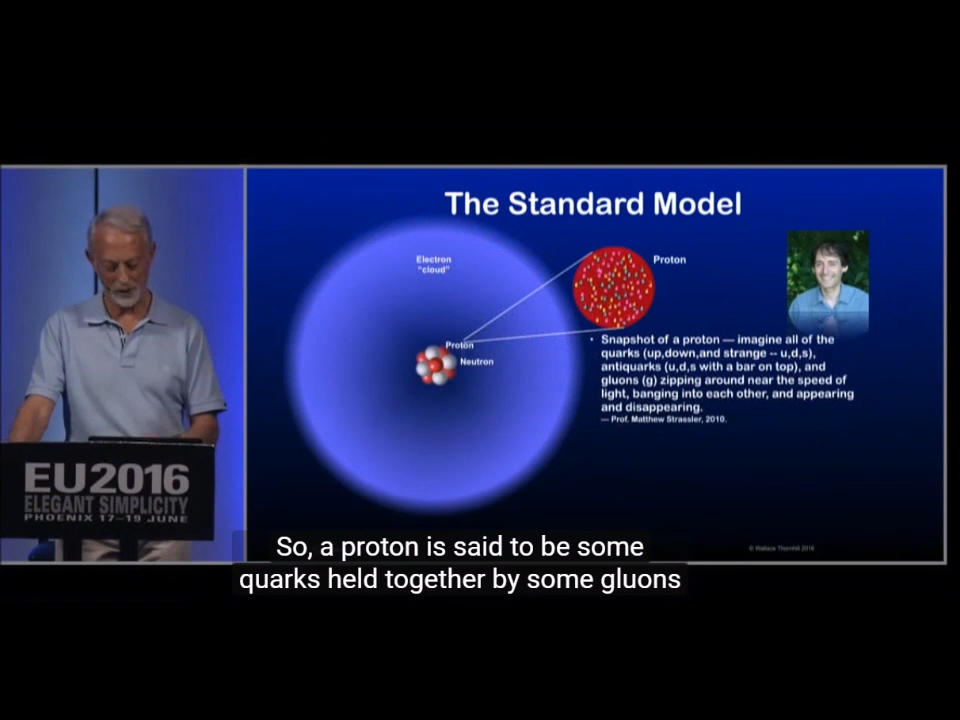 The Standard Model
Electron
"cloud"
Proton
Proton
Neutron
• Snapshot of a proton — imagine all of the
quarks (up,down,and strange -- u,d,s),
antiquarks (u,d,s with a bar on top), and
gluons (g) zipping around near the speed of
light, banging into each other, and appearing
and disappearing.
— Prof. Matthew Strassler, 2010.
EU2016
ELEGANT SIMPLICITY
PHOENIX 17–19 JUNE
© Wallace Thornhill 2016
So, a proton is said to be some
quarks held together by some gluons